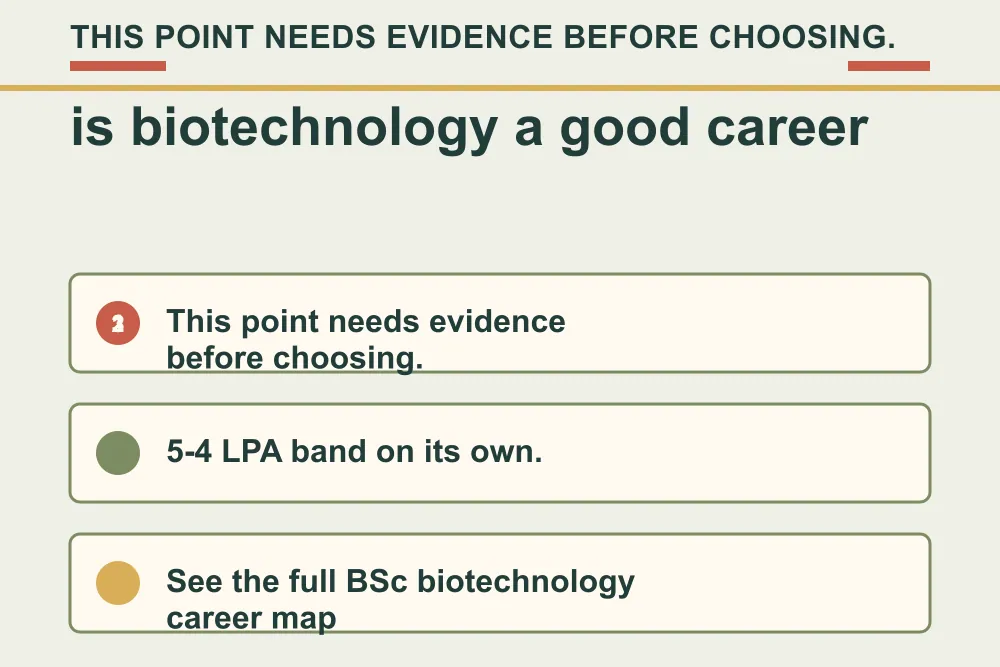 THIS POINT NEEDS EVIDENCE BEFORE CHOOSING.
is biotechnology a good career
This point needs evidence
before choosing.
5-4 LPA band on its own.
See the full BSc biotechnology
career map